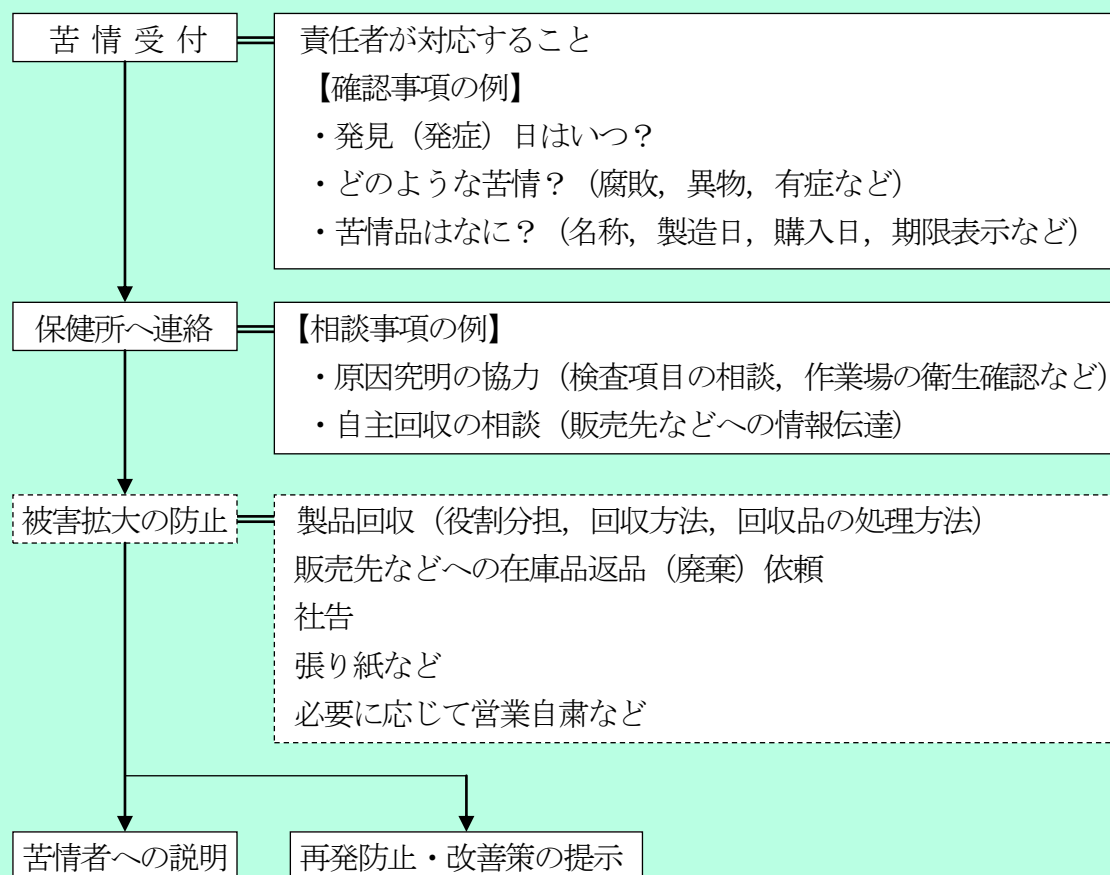 苦 情 受 付
責任者が対応すること
【確認事項の例】
・発見（発症）日はいつ？
・どのような苦情？（腐敗，異物，有症など）
・苦情品はなに？（名称，製造日，購入日，期限表示など）
保健所へ連絡
【相談事項の例】
・原因究明の協力（検査項目の相談，作業場の衛生確認など）
・自主回収の相談（販売先などへの情報伝達）
被害拡大の防止
製品回収（役割分担，回収方法，回収品の処理方法）
販売先などへの在庫品返品（廃棄）依頼
社告
張り紙など
必要に応じて営業自粛など
苦情者への説明
再発防止・改善策の提示